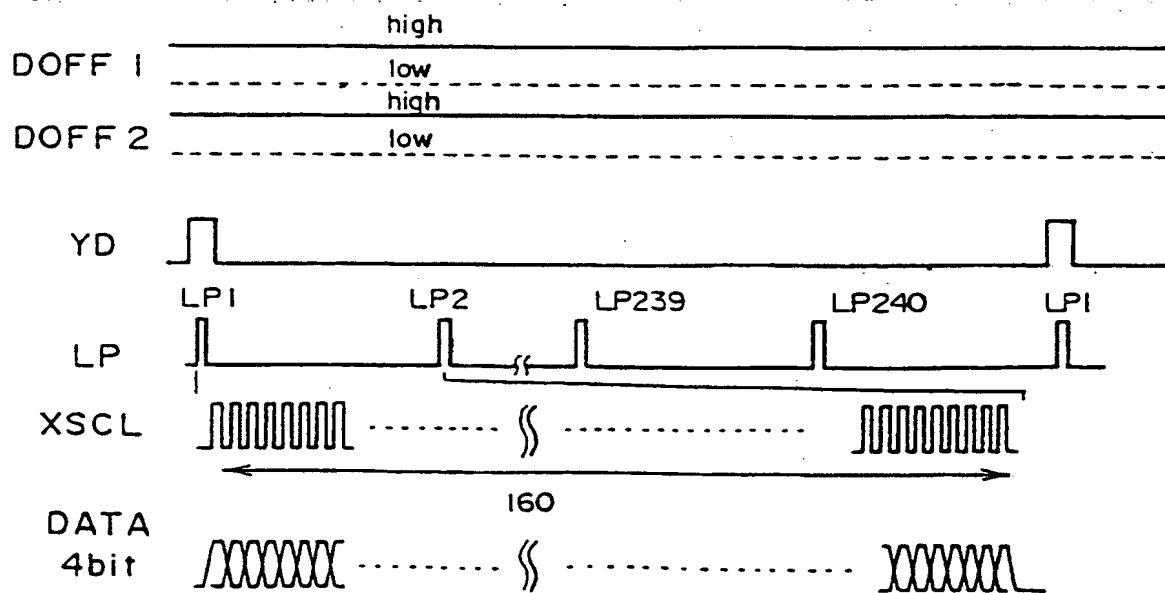 high
DOFF 1
low
high
DOFF 2
low
YD
LP1 LP2 LP239 LP240 LP1
LP
XSCL
160
DATA
4bit